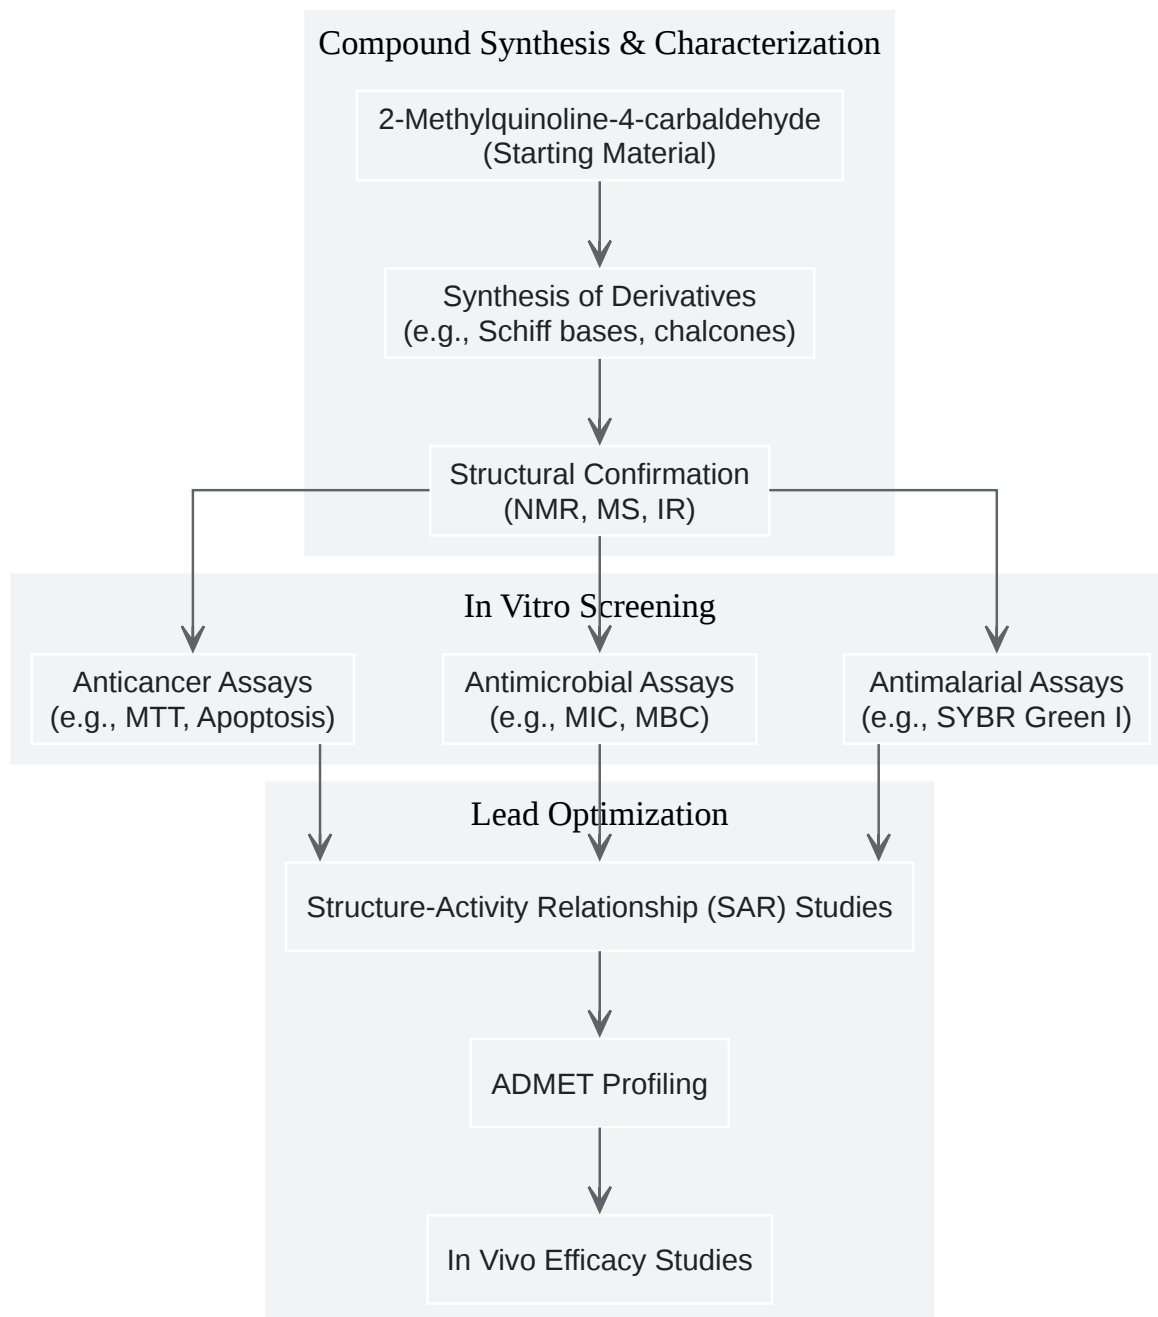 Compound Synthesis & Characterization
2-Methylquinoline-4-carbaldehyde
(Starting Material)
Synthesis of Derivatives
(e.g., Schiff bases, chalcones)
Structural Confirmation
(NMR, MS, IR)
In Vitro Screening
Anticancer Assays
(e.g., MTT, Apoptosis)
Antimicrobial Assays
(e.g., MIC, MBC)
Antimalarial Assays
(e.g., SYBR Green I)
Lead Optimization
Structure-Activity Relationship (SAR) Studies
ADMET Profiling
In Vivo Efficacy Studies